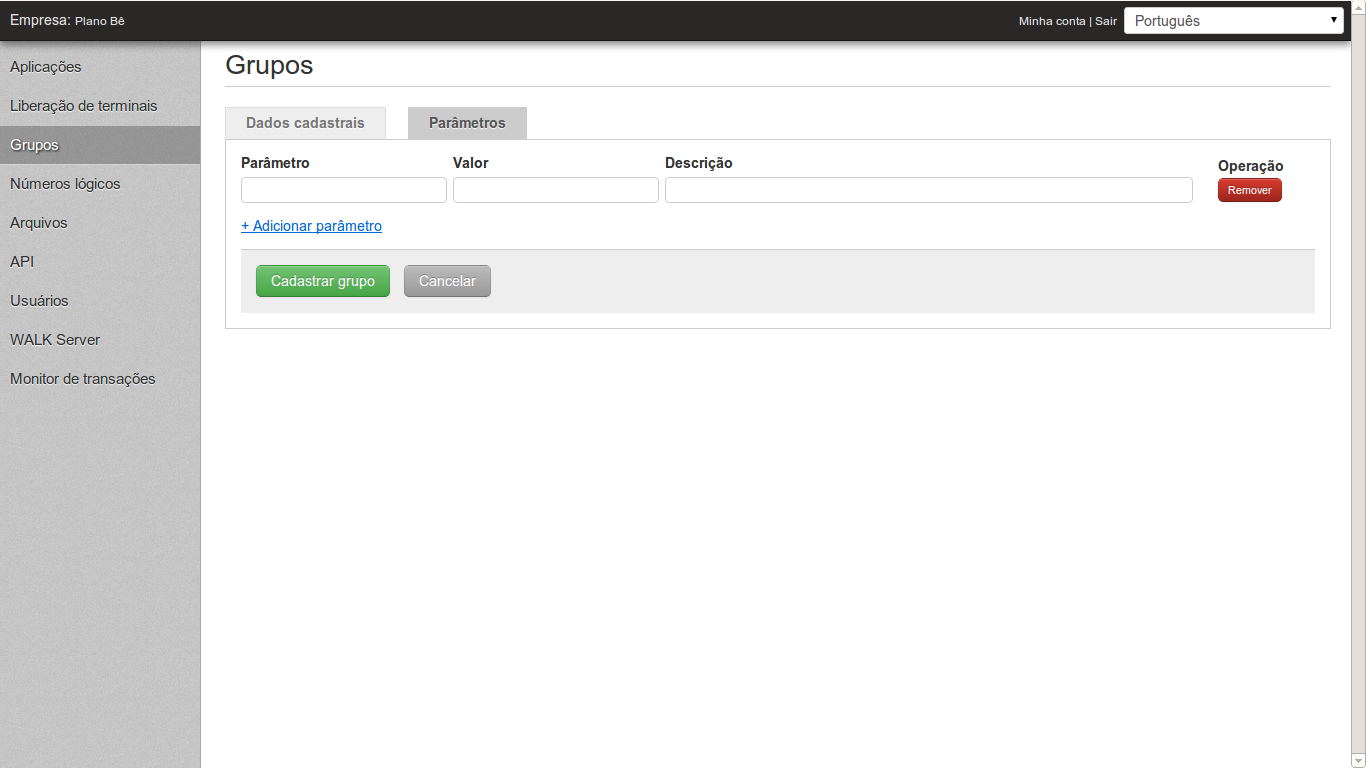 Empresa: Plano Bê
Minha conta | Sair
Português
Aplicações
Liberação de terminais
Grupos
Números lógicos
Arquivos
API
Usuários
WALK Server
Monitor de transações
Grupos
Dados cadastrais
Parâmetros
Parâmetro
Valor
Descrição
Operação
Remover
+ Adicionar parâmetro
Cadastrar grupo
Cancelar